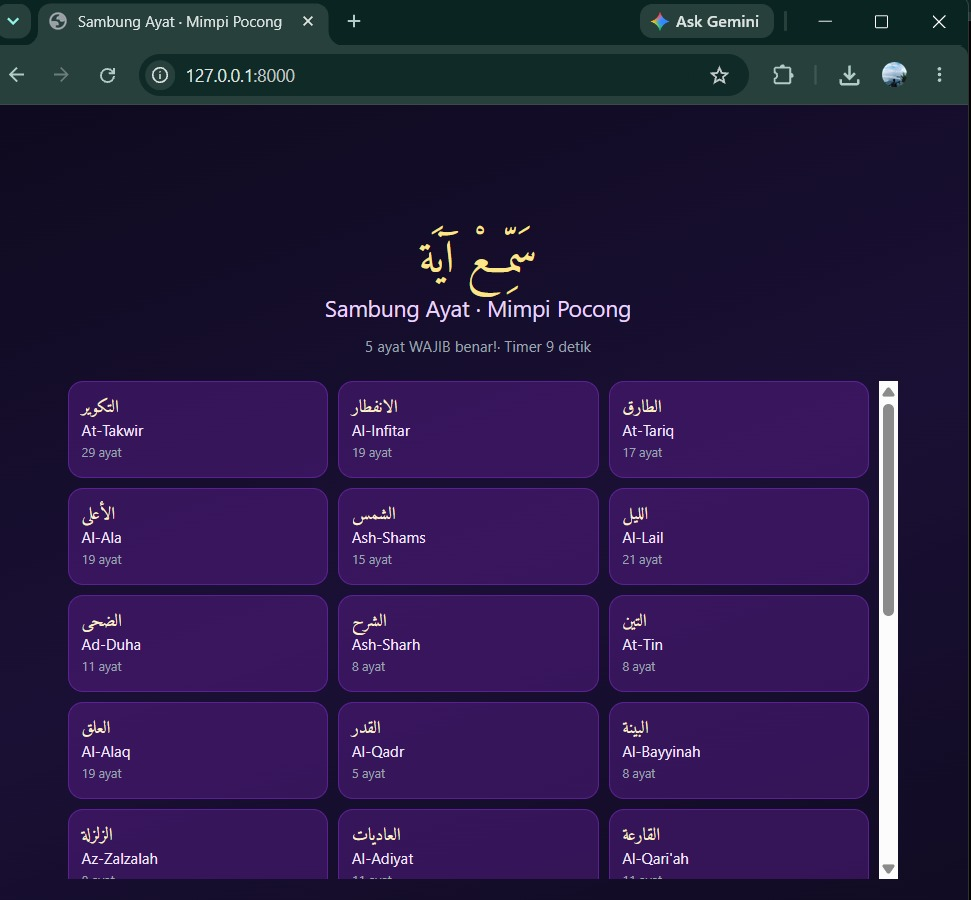 Sambung Ayat · Mimpi Pocong
Ask Gemini
127.0.0.1:8000
سَمِّعْ آيَة
Sambung Ayat · Mimpi Pocong
5 ayat WAJIB benar!· Timer 9 detik
التكوير
At-Takwir
29 ayat
الانفطار
Al-Infitar
19 ayat
الطارق
At-Tariq
17 ayat
الأعلى
Al-Ala
19 ayat
الشمس
Ash-Shams
15 ayat
الليل
Al-Lail
21 ayat
الضحى
Ad-Duha
11 ayat
الشرح
Ash-Sharh
8 ayat
التين
At-Tin
8 ayat
العلق
Al-Alaq
19 ayat
القدر
Al-Qadr
5 ayat
البينة
Al-Bayyinah
8 ayat
الزلزلة
Az-Zalzalah
العاديات
Al-Adiyat
القارعة
Al-Qari'ah